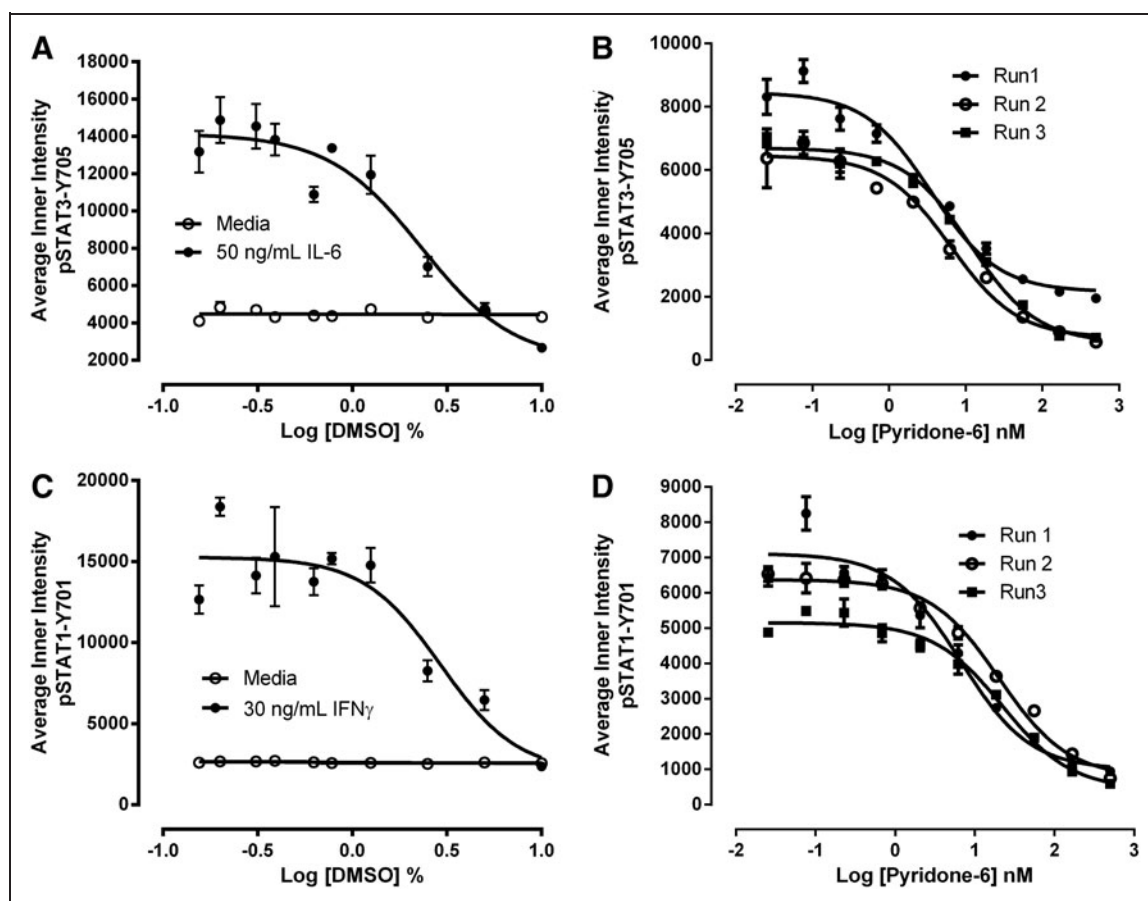 A
18000
16000
14000
12000
10000
8000
6000
4000
2000
Average Inner Intensity
pSTAT3-Y705
Media
50 ng/mL IL-6
-1.0 -0.5 0.0 0.5 1.0
Log [DMSO] %
B
10000
8000
6000
4000
2000
0
Average Inner Intensity
pSTAT3-Y705
Run1
Run 2
Run 3
-2 -1 0 1 2 3
Log [Pyridone-6] nM
C
20000
15000
10000
5000
0
Average Inner Intensity
pSTAT1-Y701
Media
30 ng/mL IFNγ
-1.0 -0.5 0.0 0.5 1.0
Log [DMSO] %
D
9000
8000
7000
6000
5000
4000
3000
2000
1000
0
Average Inner Intensity
pSTAT1-Y701
Run 1
Run 2
Run3
-2 -1 0 1 2 3
Log [Pyridone-6] nM